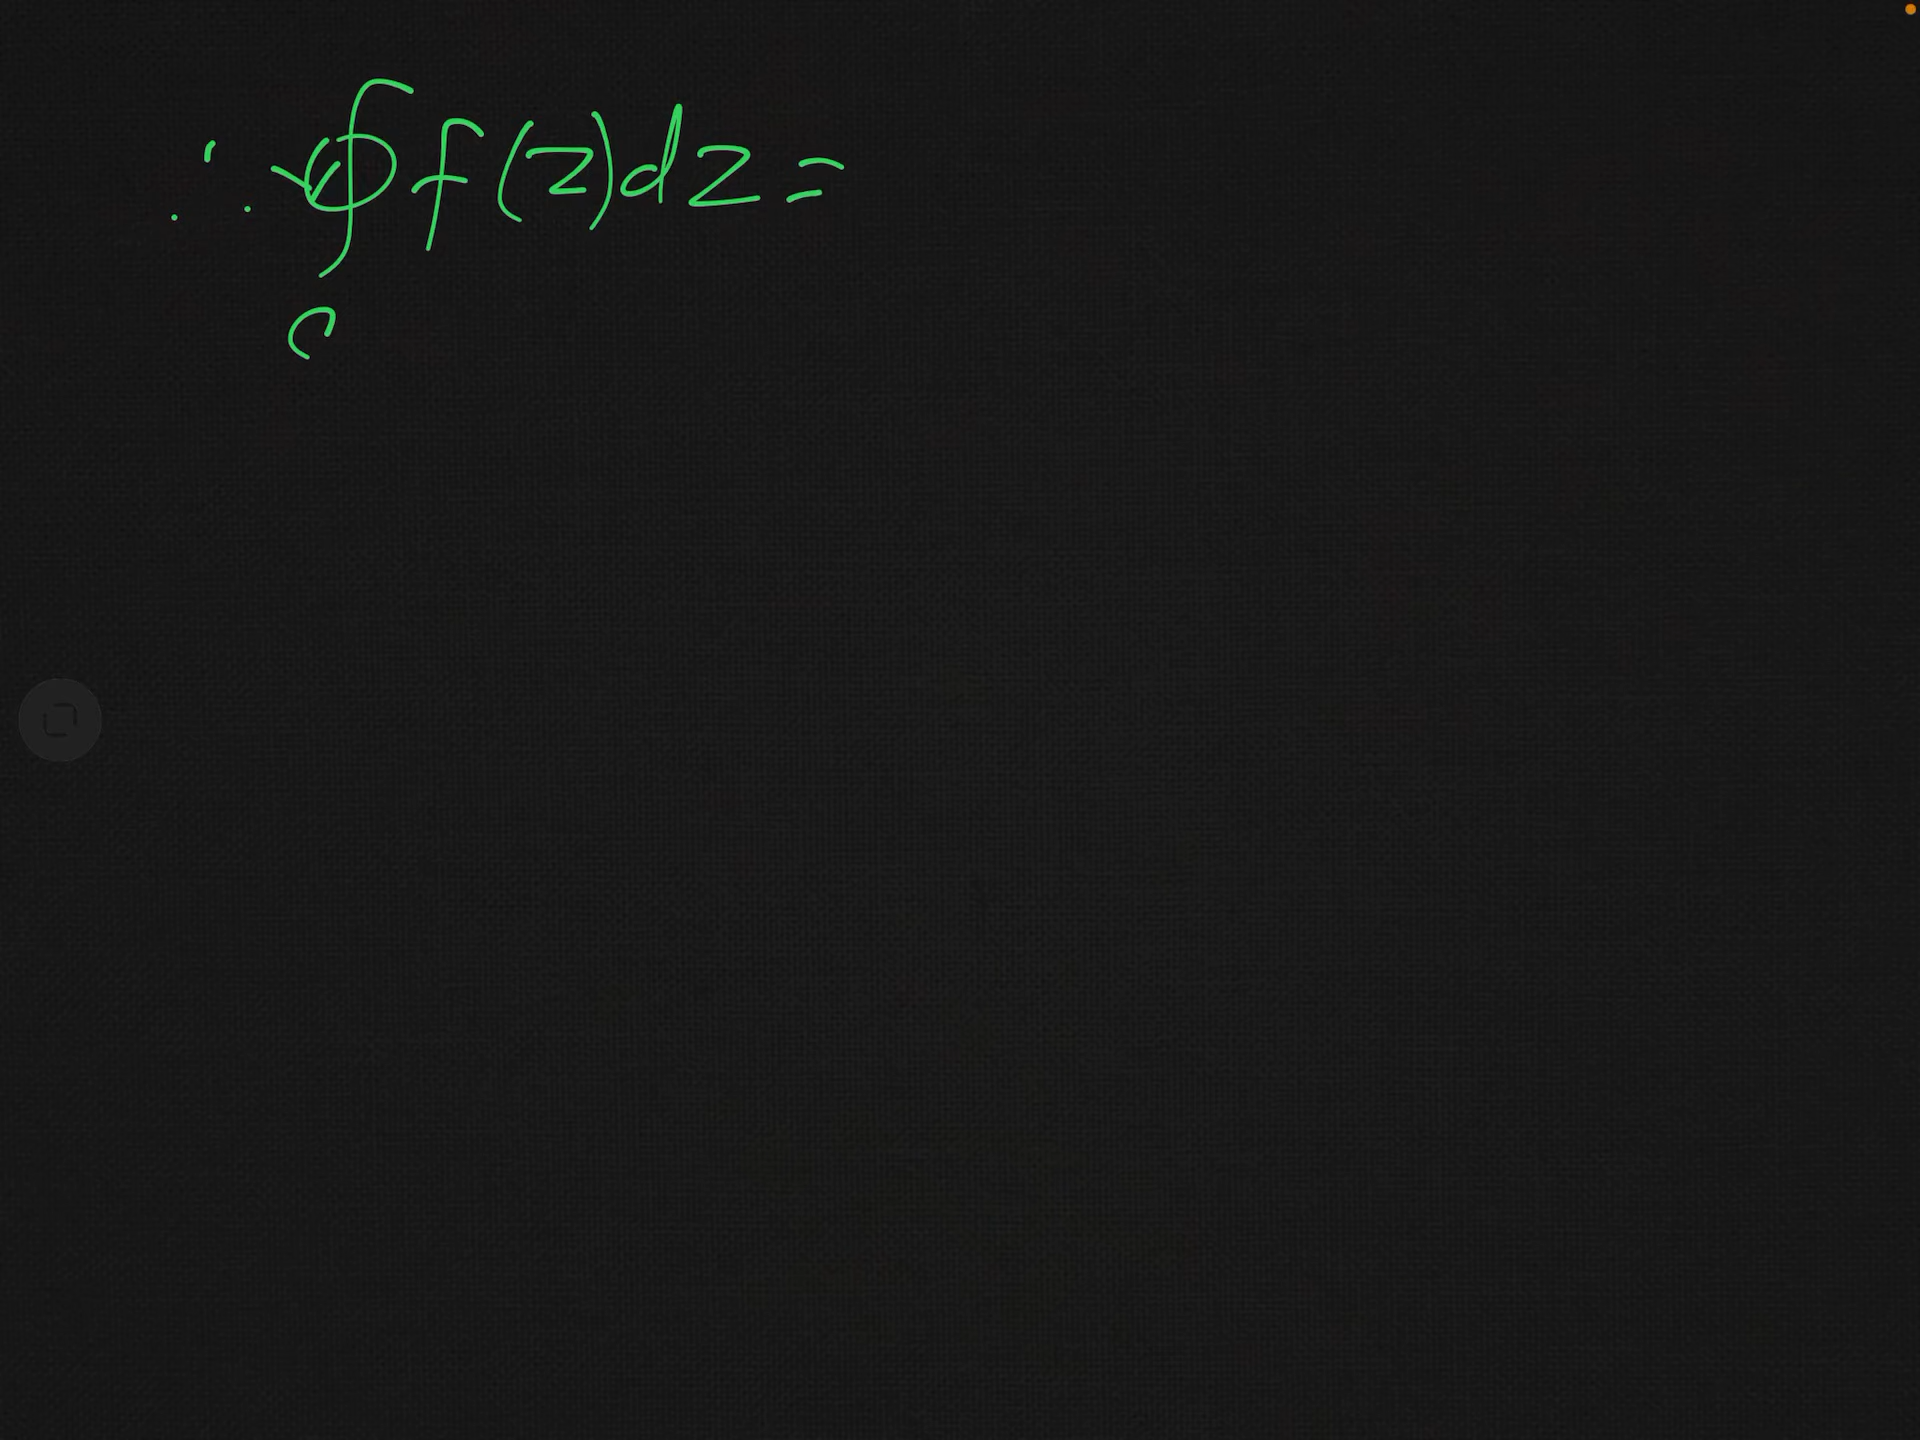 ∴ ∮ f(z)dz =
c